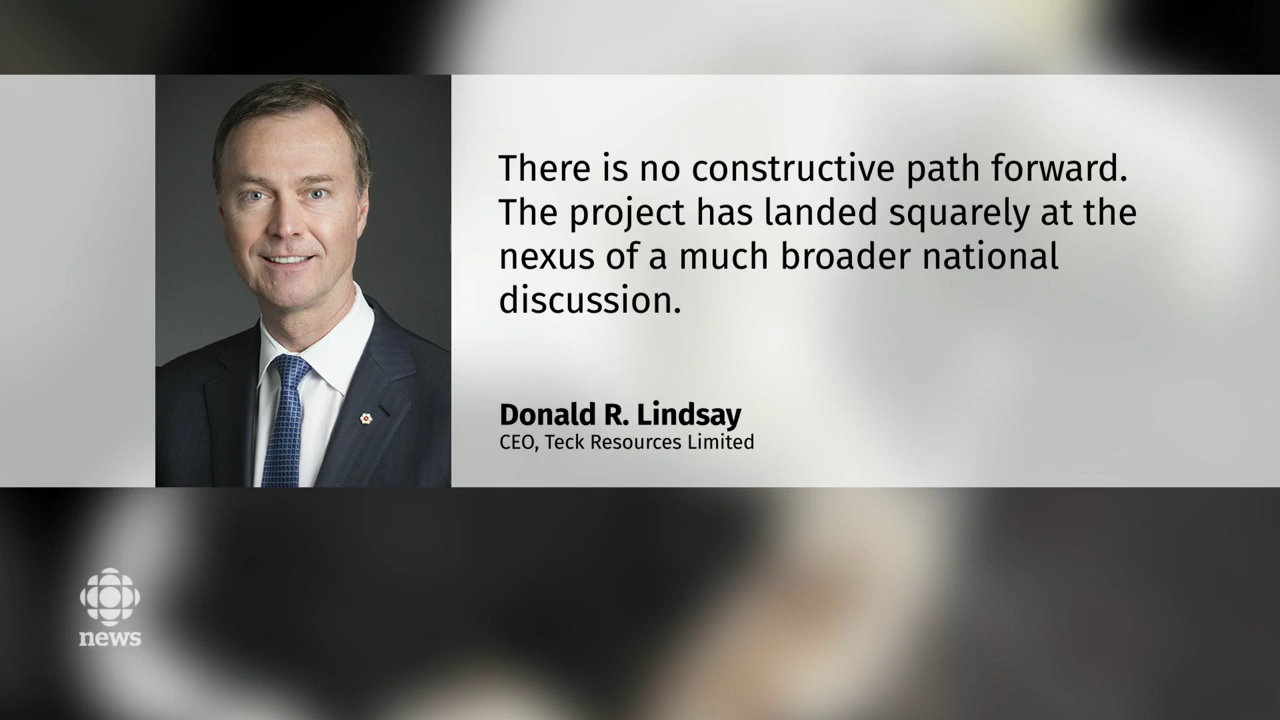 There is no constructive path forward.
The project has landed squarely at the
nexus of a much broader national
discussion.
Donald R. Lindsay
CEO, Teck Resources Limited
news